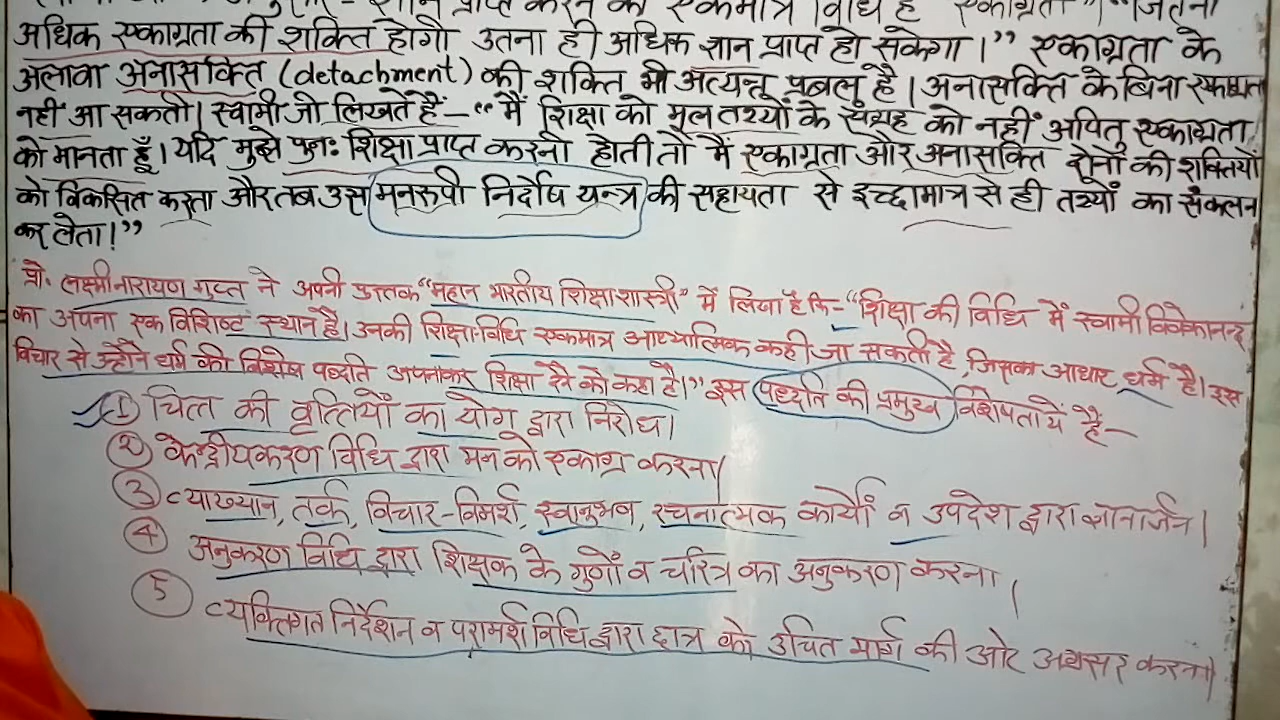 प्राप्त करने की एकमात्र विधि है "एकाग्रता"। "जितनी
अधिक एकाग्रता की शक्ति होगी उतना ही अधिक ज्ञान प्राप्त हो सकेगा।" एकाग्रता के
अलावा अनासक्ति (detachment) की शक्ति भी अत्यन्त प्रबल है। अनासक्ति के बिना एकाग्रता
नहीं आ सकती। स्वामी जी लिखते हैं – "मैं शिक्षा को मूल तथ्यों के संग्रह को नहीं अपितु एकाग्रता
को मानता हूँ। यदि मुझे पुनः शिक्षा प्राप्त करनी होती तो मैं एकाग्रता और अनासक्ति दोनों की शक्तियों
को विकसित करता और तब उस मनरूपी निर्दोष यन्त्र की सहायता से इच्छामात्र से ही तथ्यों का संकलन
कर लेता।"
प्रो. लक्ष्मीनारायण गुप्त ने अपनी पुस्तक "महान भारतीय शिक्षाशास्त्री" में लिखा है कि – "शिक्षा की विधि में स्वामी विवेकानन्द
का अपना एक विशिष्ट स्थान है। उनकी शिक्षा-विधि एकमात्र आध्यात्मिक कही जा सकती है, जिसका आधार धर्म है। इस
विचार से उन्होंने धर्म की विशेष पद्धति अपनाकर शिक्षा देने को कहा है।" इस पद्धति की प्रमुख विशेषतायें हैं –
① चित्त की वृत्तियों का योग द्वारा निरोध।
② केन्द्रीयकरण विधि द्वारा मन को एकाग्र करना।
③ व्याख्यान, तर्क, विचार-विमर्श, स्वानुभव, रचनात्मक कार्यों व उपदेश द्वारा ज्ञानार्जन।
④ अनुकरण विधि द्वारा शिक्षक के गुणों व चरित्र का अनुकरण करना।
⑤ व्यक्तिगत निर्देशन व परामर्श विधि द्वारा छात्र को उचित मार्ग की ओर अग्रसर करना।